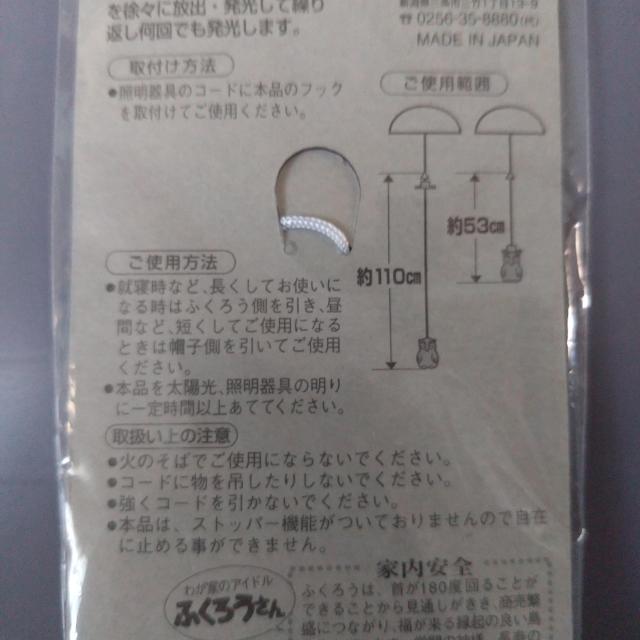 を徐々に放出・発光して繰り
返し何回でも発光します。
☎0256-35-8880㈹
MADE IN JAPAN
取付け方法
●照明器具のコードに本品のフック
を取付けてご使用ください。
ご使用範囲
約53㎝
約110㎝
ご使用方法
●就寝時など、長くしてお使いに
なる時はふくろう側を引き、昼
間など、短くしてご使用になる
ときは帽子側を引いてご使用
ください。
●本品を太陽光、照明器具の明り
に一定時間以上あててください。
取扱い上の注意
●火のそばでご使用にならないでください。
●コードに物を吊したりしないでください。
●強くコードを引かないでください。
●本品は、ストッパー機能がついておりませんので自在
に止める事ができません。
わが家のアイドル
ふくろうさん
家内安全
ふくろうは、首が180度回ることが
できることから見通しがきき、商売繁
盛につながり、福が来る縁起の良い鳥